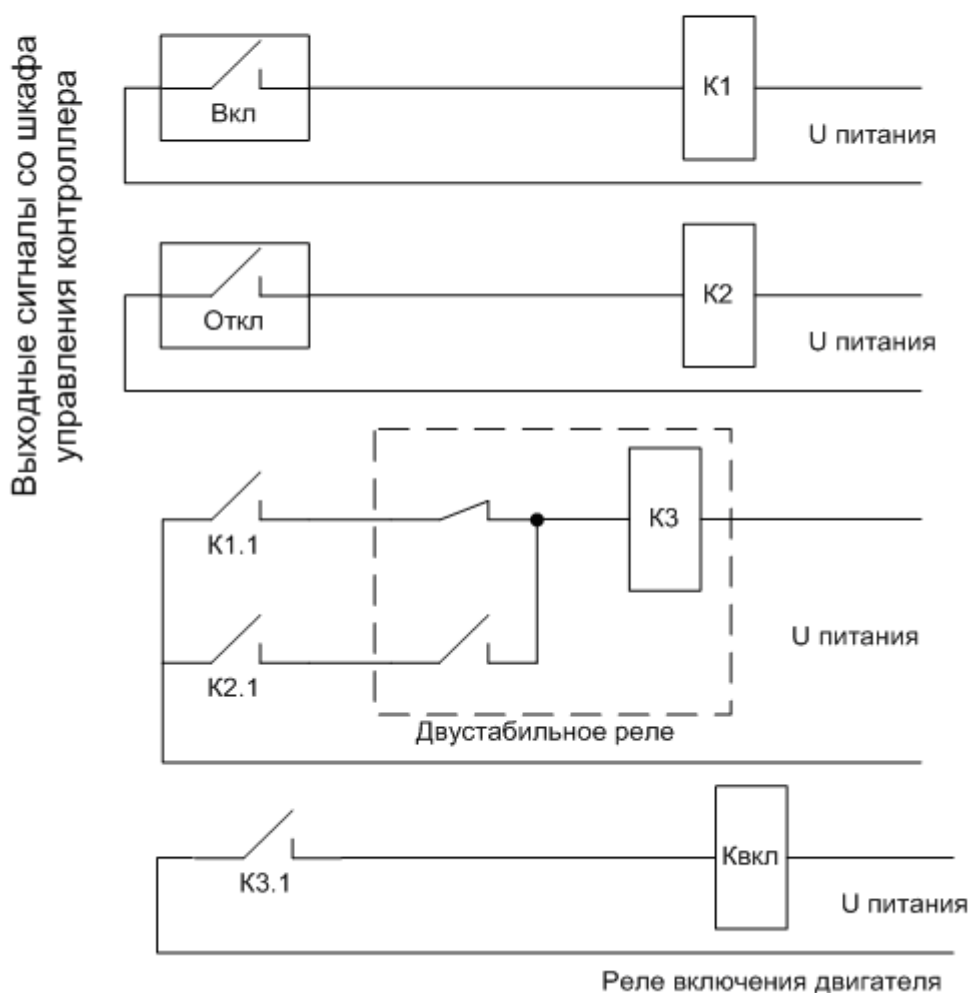 Выходные сигналы со шкафа
управления контроллера
Вкл
К1
U питания
Откл
К2
U питания
К1.1
К3
К2.1
U питания
Двустабильное реле
К3.1
Квкл
U питания
Реле включения двигателя